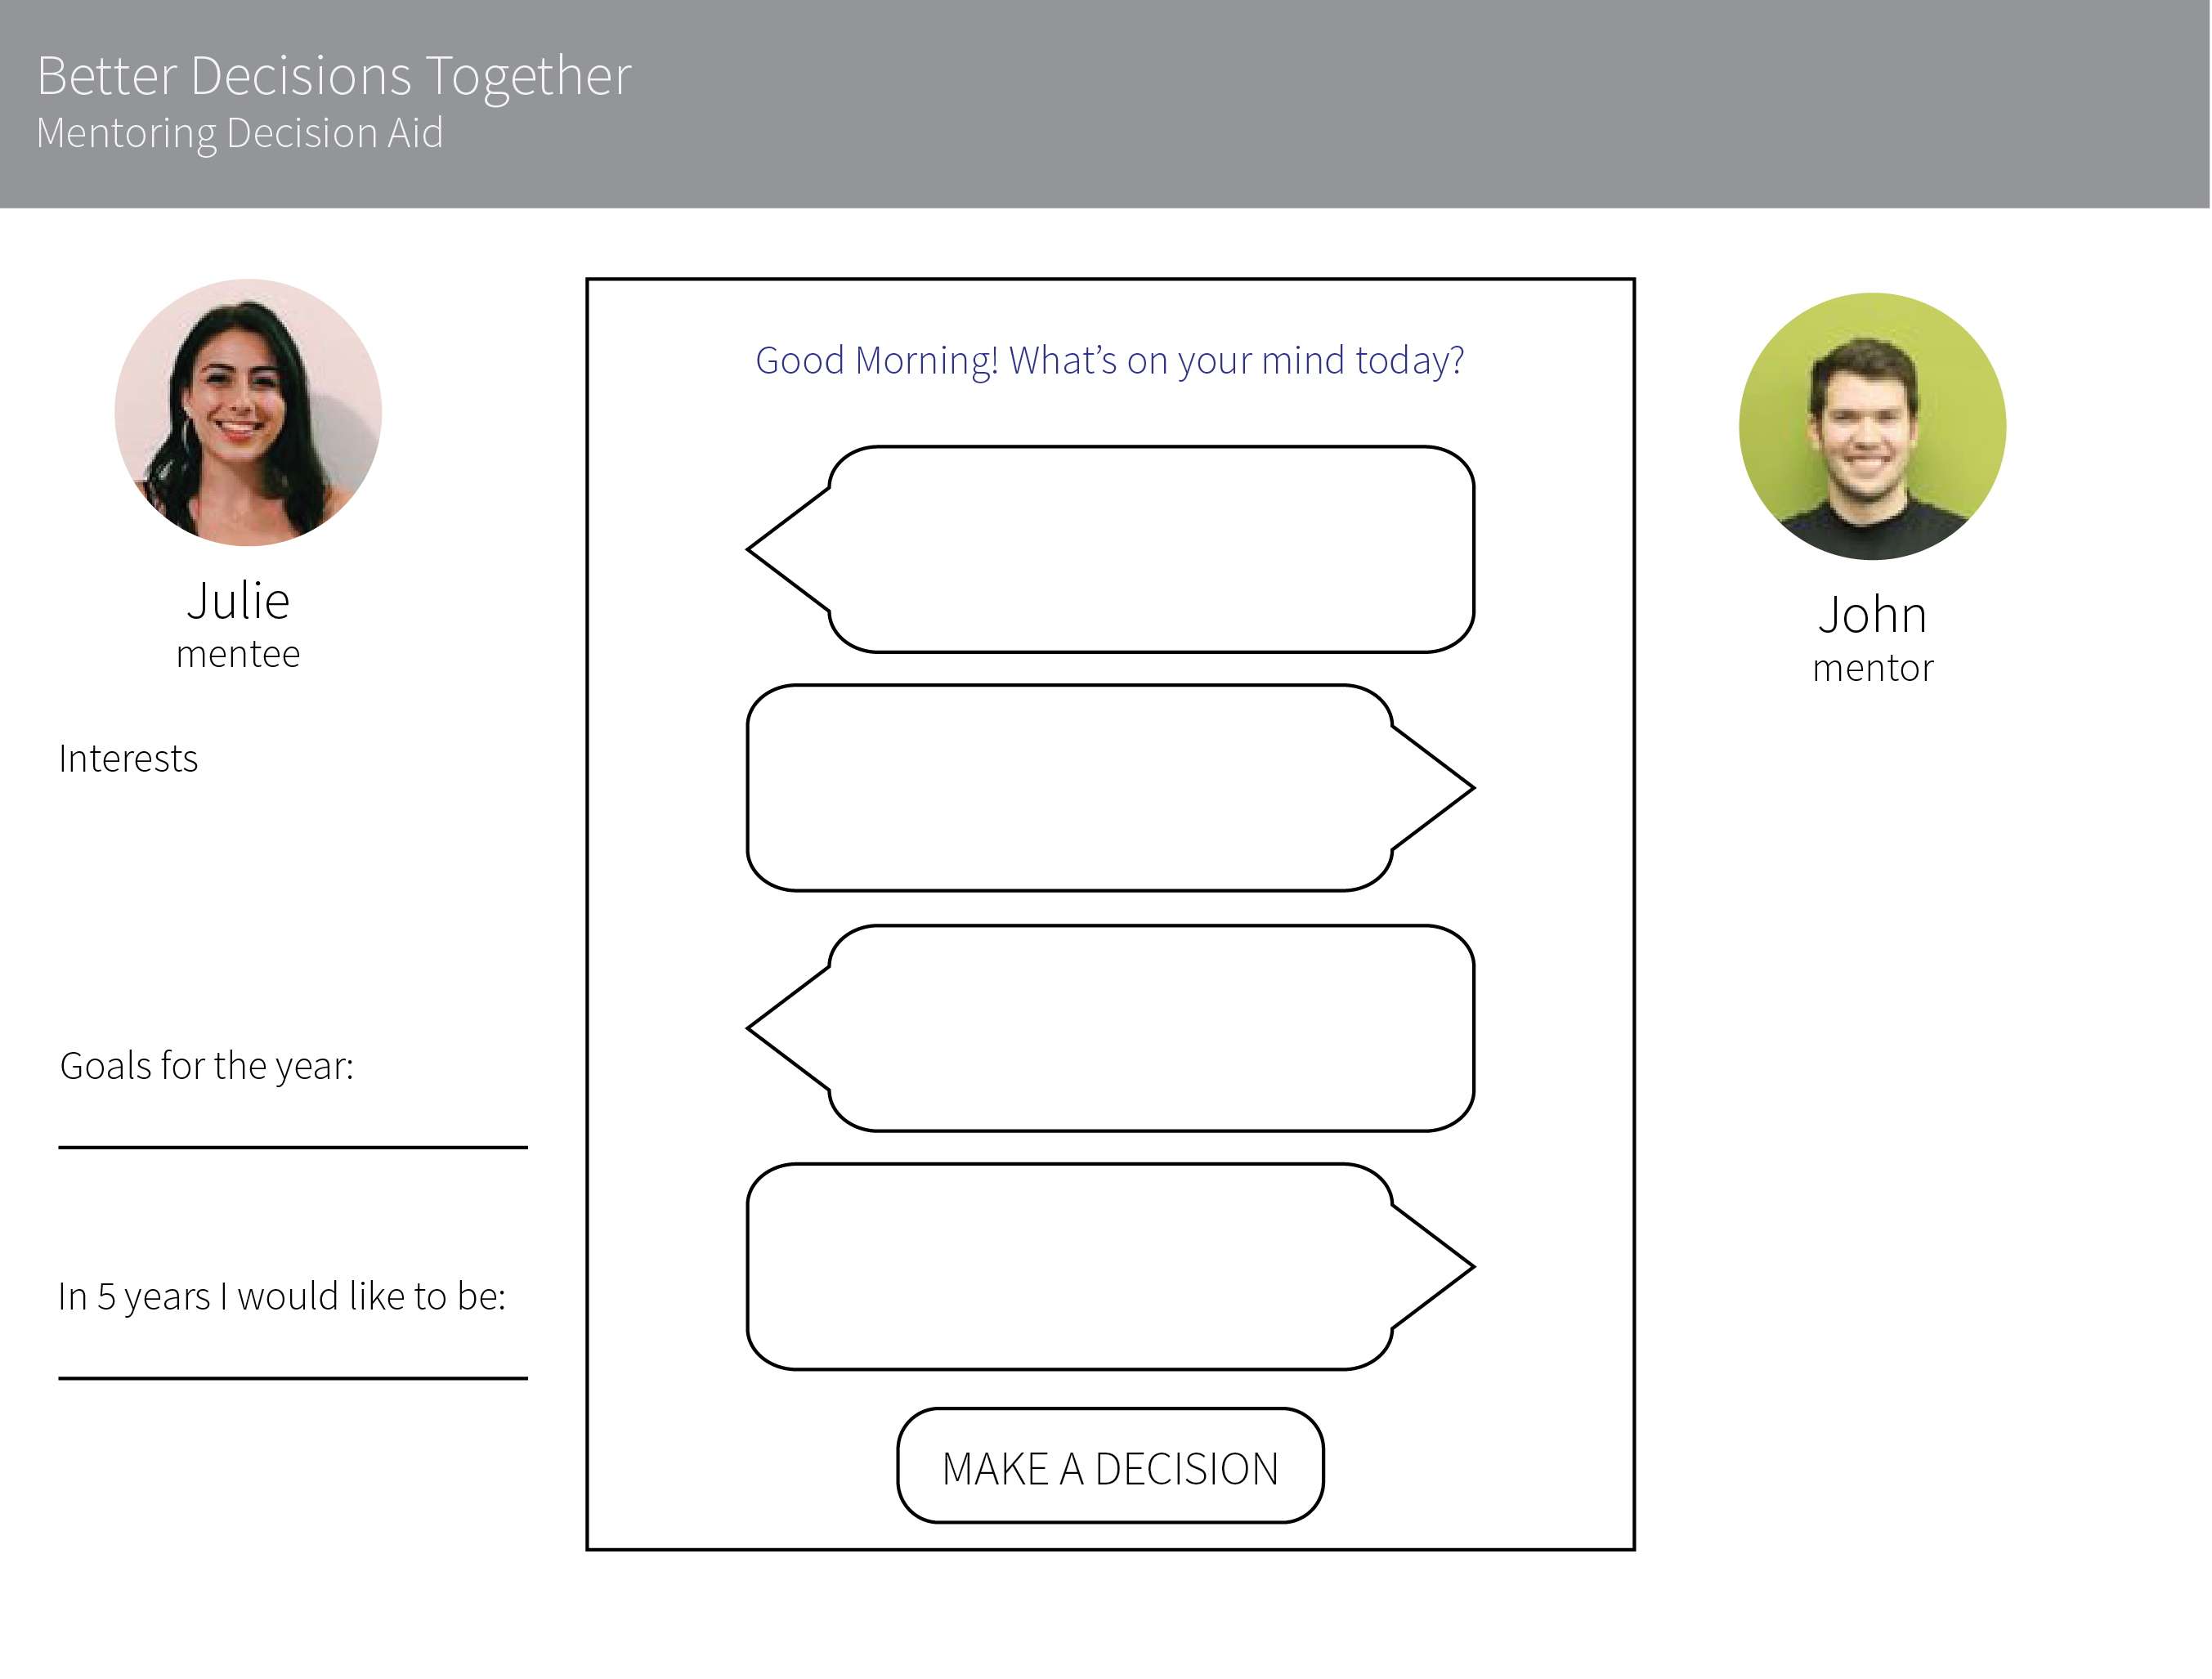 Better Decisions Together
Mentoring Decision Aid
Good Morning! What’s on your mind today?
Julie
mentee
John
mentor
Interests
Goals for the year:
In 5 years I would like to be:
MAKE A DECISION